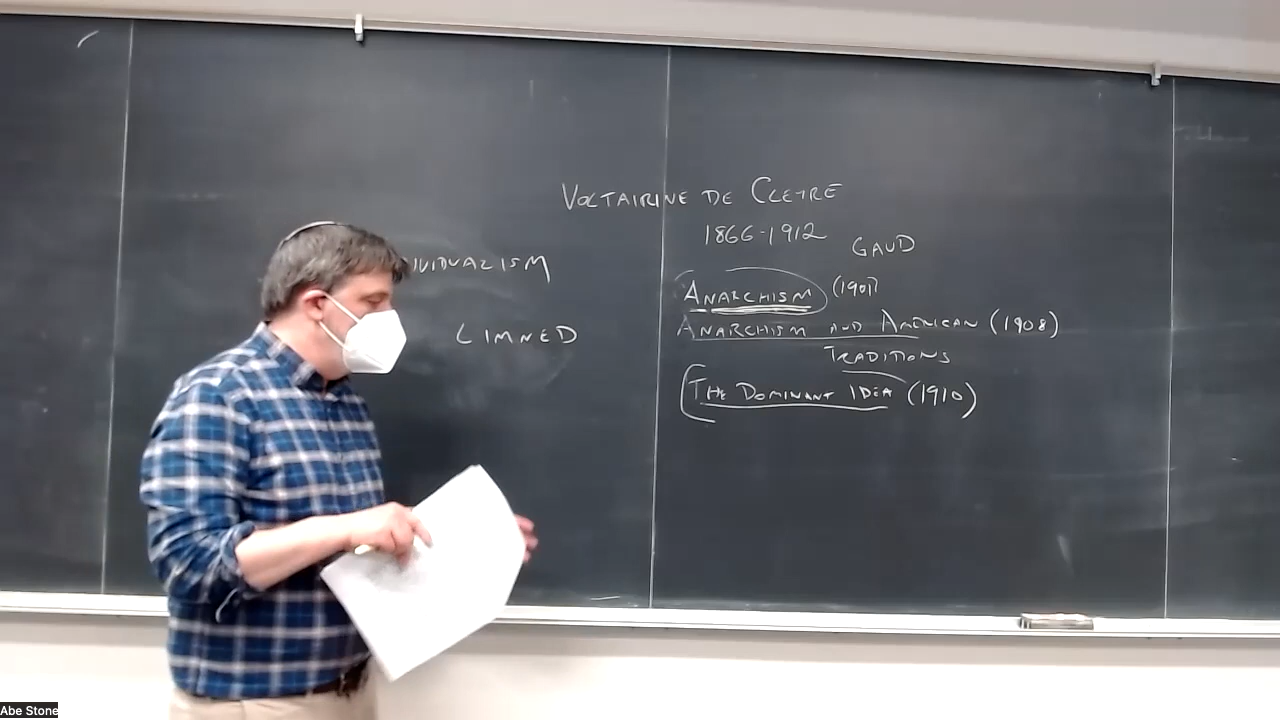 VOLTAIRINE DE CLEYRE
1866-1912
GAUD
IVIDUALISM
ANARCHISM (1901)
LIMNED
ANARCHISM AND AMERICAN (1908)
TRADITIONS
THE DOMINANT IDEA (1910)
Abe Stone